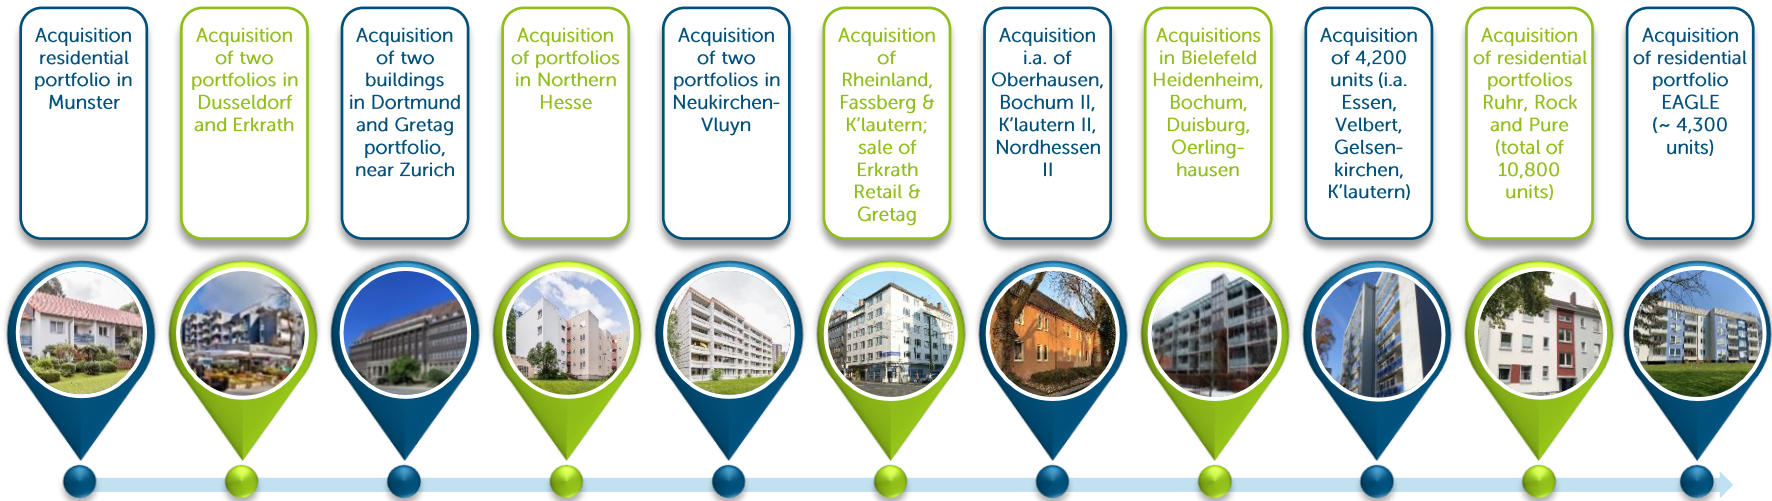 Acquisition
residential
portfolio in
Munster
Acquisition
of two
portfolios in
Dusseldorf
and Erkrath
Acquisition
of two
buildings
in Dortmund
and Gretag
portfolio,
near Zurich
Acquisition
of portfolios
in Northern
Hesse
Acquisition
of two
portfolios in
Neukirchen-
Vluyn
Acquisition
of
Rheinland,
Fassberg &
K'lautern;
sale of
Erkrath
Retail &
Gretag
Acquisition
i.a. of
Oberhausen,
Bochum II,
K'lautern II,
Nordhessen
II
Acquisitions
in Bielefeld
Heidenheim,
Bochum,
Duisburg,
Oerling-
hausen
Acquisition
of 4,200
units (i.a.
Essen,
Velbert,
Gelsen-
kirchen,
K'lautern)
Acquisition
of residential
portfolios
Ruhr, Rock
and Pure
(total of
10,800
units)
Acquisition
of residential
portfolio
EAGLE
(~ 4,300
units)